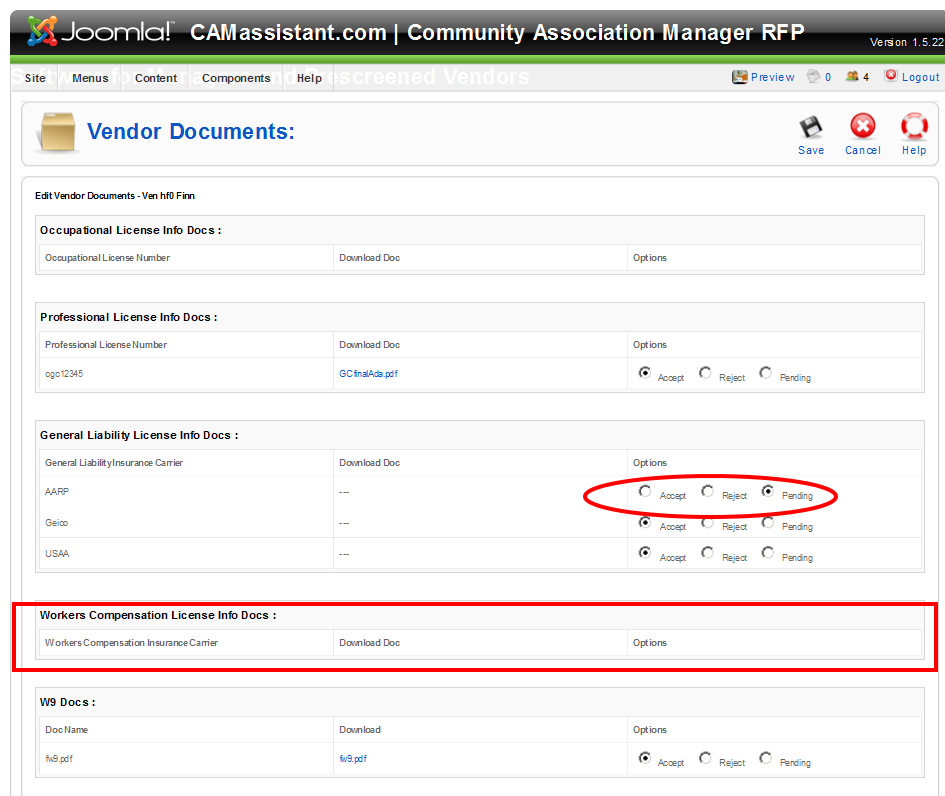 Joomla!™ CAMassistant.com | Community Association Manager RFP
Version 1.5.22
Site Menus Content Components Help Prescreened Vendors
Preview 0 4 Logout
Vendor Documents:
Save Cancel Help
Edit Vendor Documents - Ven hf0 Finn
Occupational License Info Docs :
Occupational License Number Download Doc Options
Professional License Info Docs :
Professional License Number Download Doc Options
cgc12345 GCfinalAda.pdf Accept Reject Pending
General Liability License Info Docs :
General Liability Insurance Carrier Download Doc Options
AARP --- Accept Reject Pending
Geico --- Accept Reject Pending
USAA --- Accept Reject Pending
Workers Compensation License Info Docs :
Workers Compensation Insurance Carrier Download Doc Options
W9 Docs :
Doc Name Download Options
fw9.pdf fw9.pdf Accept Reject Pending